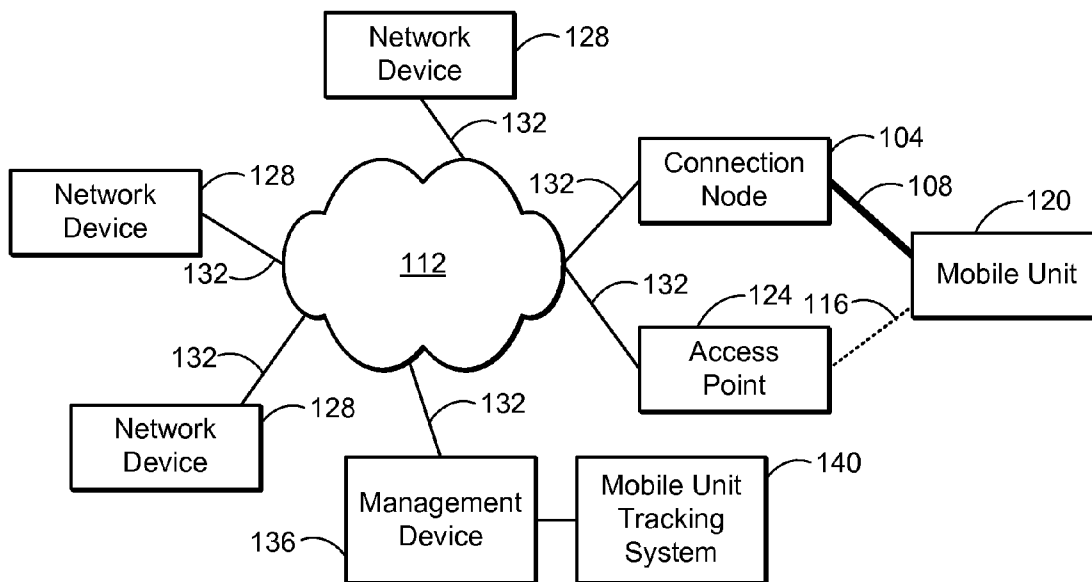 Network
Device
128
132
Network
Device
128
132
112
132
Connection
Node
104
108
120
Mobile Unit
132
124
116
Access
Point
132
Network
Device
128
132
Management
Device
136
Mobile Unit
Tracking
System
140